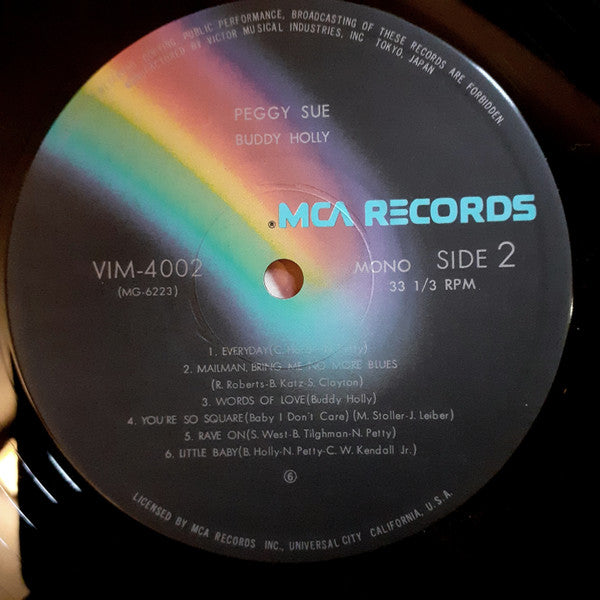 PUBLIC PERFORMANCE, BROADCASTING OF THESE RECORDS ARE FORBIDDEN.
BY VICTOR MUSICAL INDUSTRIES, INC TOKYO, JAPAN
PEGGY SUE
BUDDY HOLLY
® MCA RECORDS
VIM-4002
(MG-6223)
MONO SIDE 2
33 1/3 RPM
1. EVERYDAY(C.
2. MAILMAN, BRING ME NO MORE BLUES
(R. Roberts-B. Katz-S. Clayton)
3. WORDS OF LOVE(Buddy Holly)
4. YOU'RE SO SQUARE(Baby I Don't Care) (M. Stoller-J. Leiber)
5. RAVE ON(S. West-B. Tilghman-N. Petty)
6. LITTLE BABY(B. Holly-N. Petty-C. W. Kendall Jr.)
⑥
LICENSED BY MCA RECORDS INC., UNIVERSAL CITY CALIFORNIA, U.S.A.